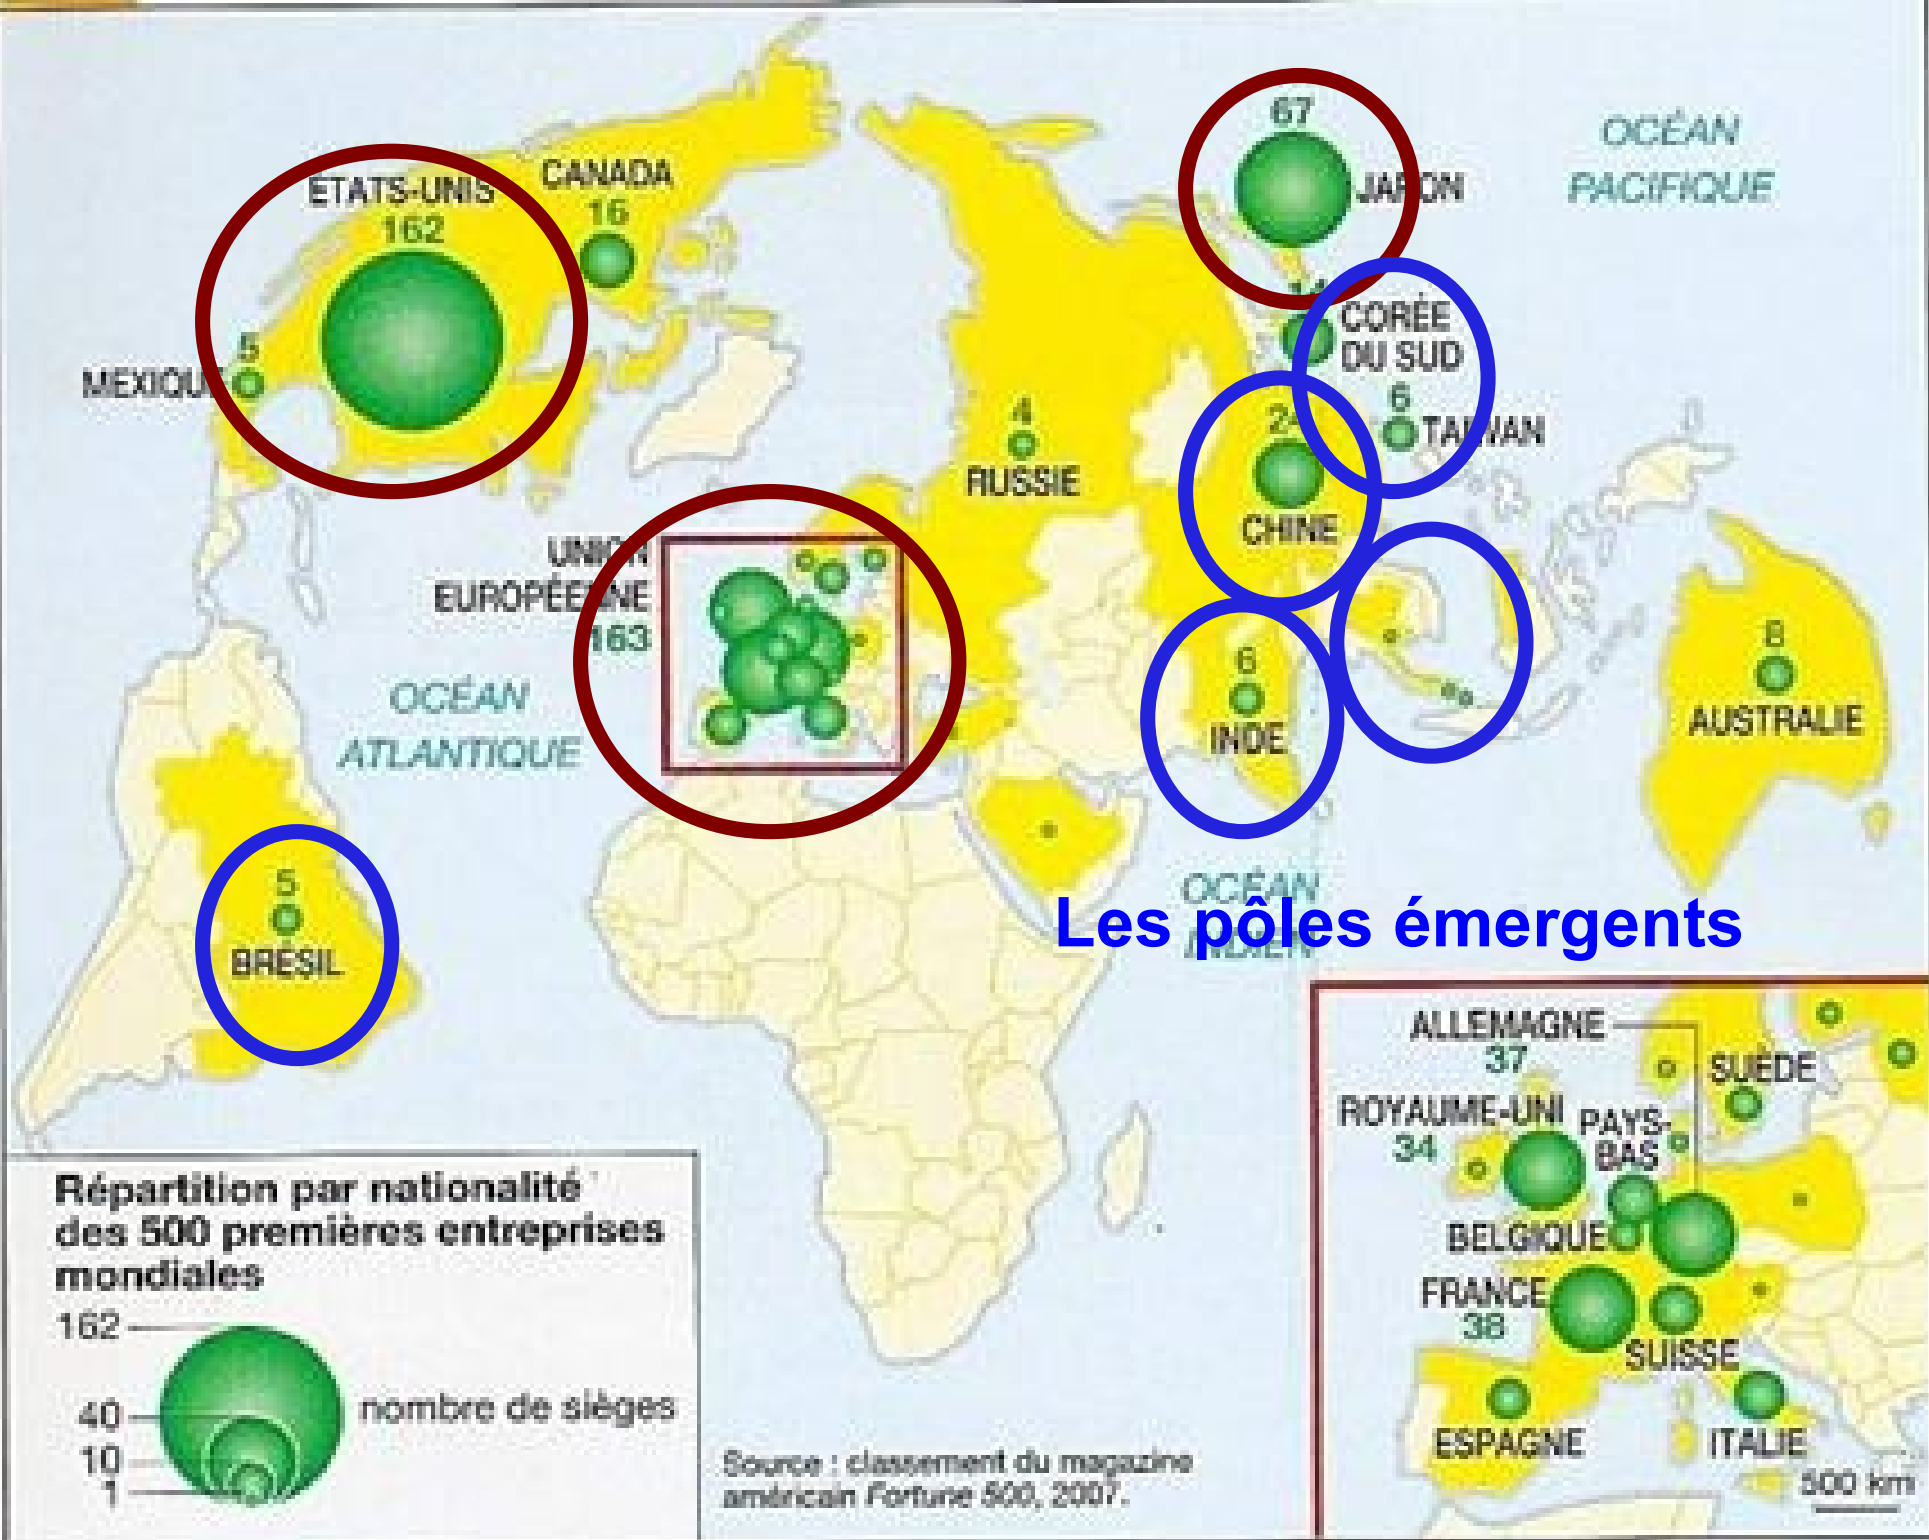 67
OCÉAN
PACIFIQUE
JAPON
ETATS-UNIS
162
CANADA
16
5
MEXIQUE
CORÉE
DU SUD
6
TAIWAN
4
RUSSIE
CHINE
UNION
EUROPÉENNE
163
OCÉAN
ATLANTIQUE
6
INDE
8
AUSTRALIE
5
BRÉSIL
OCÉAN
INDIEN
Les pôles émergents
ALLEMAGNE
37
SUÈDE
ROYAUME-UNI
34
PAYS-
BAS
BELGIQUE
FRANCE
38
SUISSE
ESPAGNE
ITALIE
500 km
Répartition par nationalité
des 500 premières entreprises
mondiales
162
40
10
1
nombre de sièges
Source : classement du magazine
américain Fortune 500, 2007.